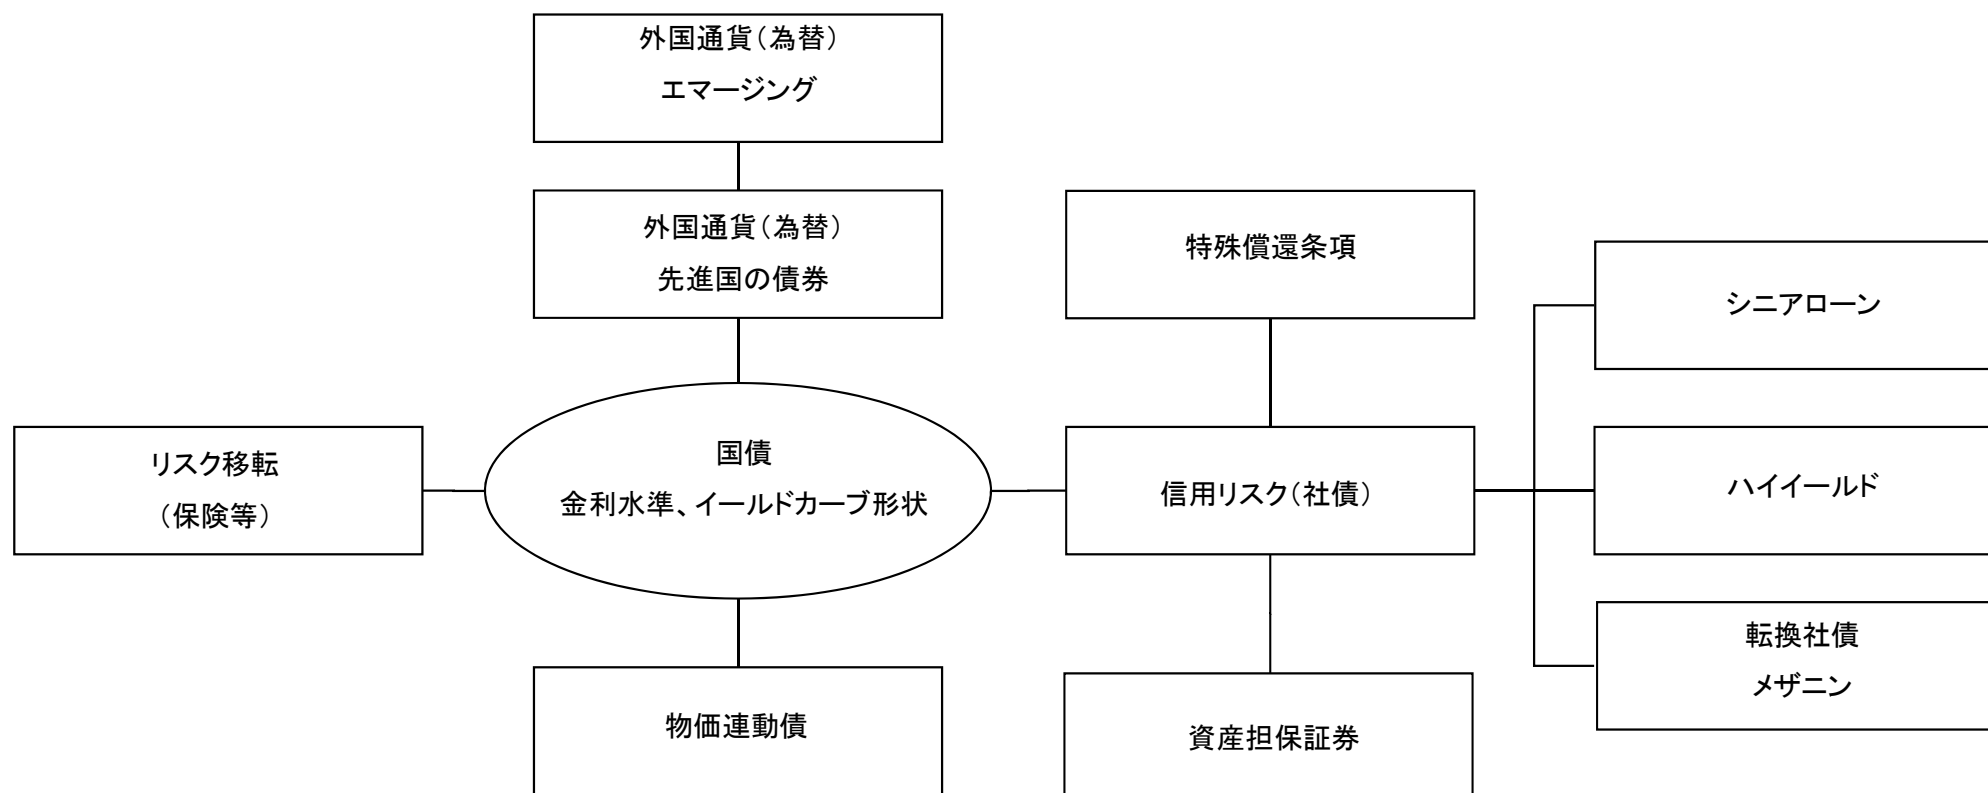 外国通貨（為替）
エマージング
外国通貨（為替）
先進国の債券
特殊償還条項
シニアローン
リスク移転
（保険等）
国債
金利水準、イールドカーブ形状
信用リスク（社債）
ハイイールド
転換社債
メザニン
物価連動債
資産担保証券